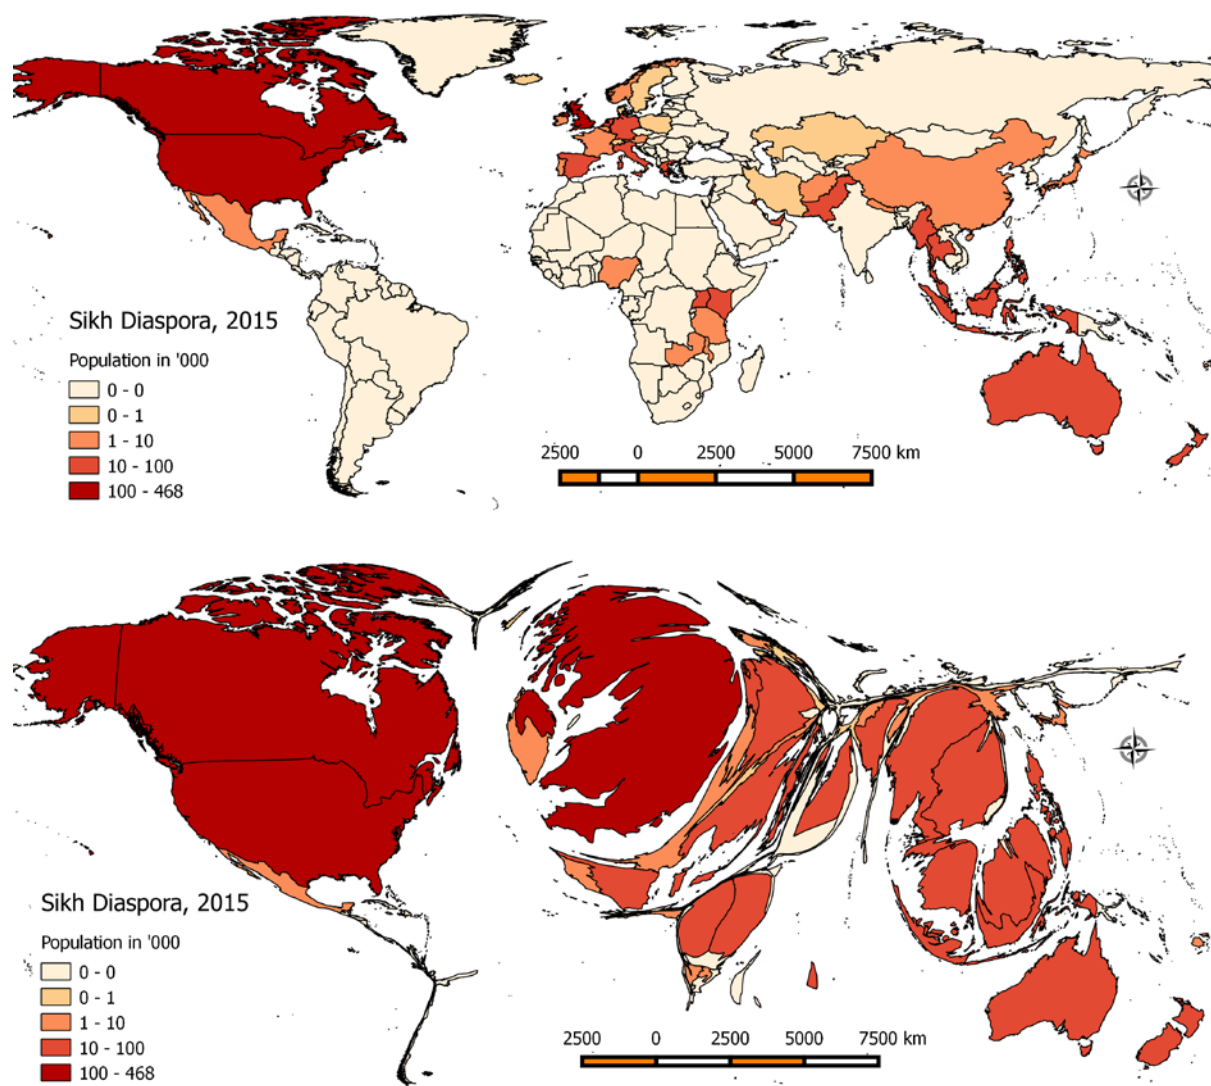 Sikh Diaspora, 2015
Population in '000
0 - 0
0 - 1
1 - 10
10 - 100
100 - 468
2500 0 2500 5000 7500 km
Sikh Diaspora, 2015
Population in '000
0 - 0
0 - 1
1 - 10
10 - 100
100 - 468
2500 0 2500 5000 7500 km